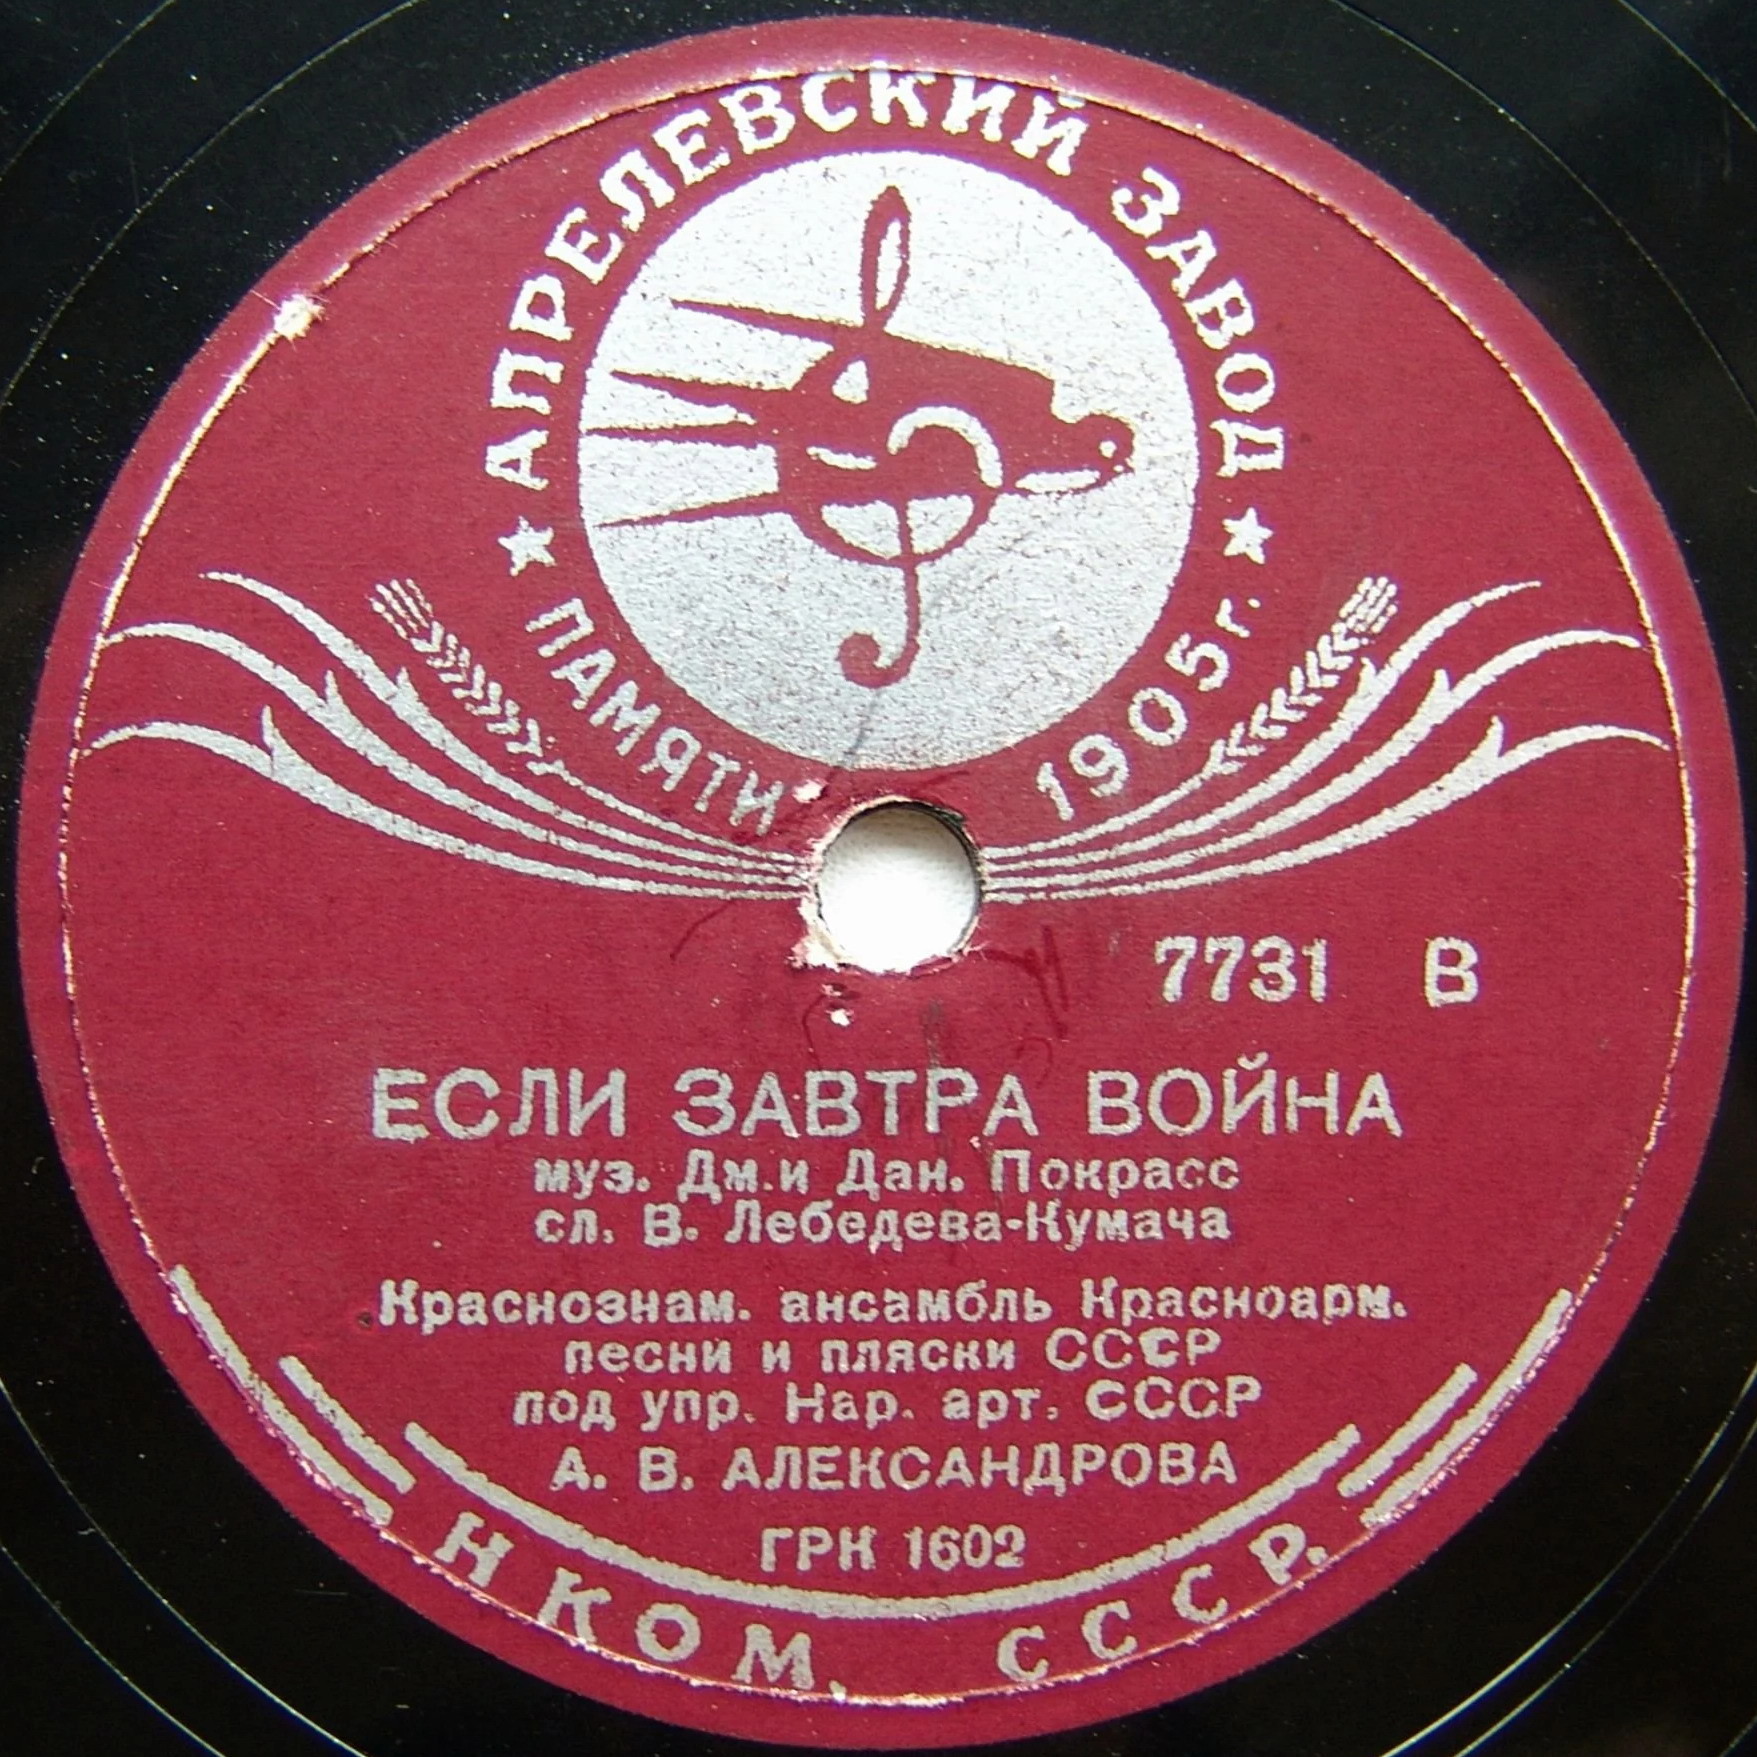 АПРЕЛЕВСКИЙ ЗАВОД
ПАМЯТИ 1905г.
7731 В
ЕСЛИ ЗАВТРА ВОЙНА
муз. Дм. и Дан. Покрасс
сл. В. Лебедева-Кумача
Краснознам. ансамбль Красноарм.
песни и пляски СССР
под упр. Нар. арт. СССР
А. В. АЛЕКСАНДРОВА
ГРК 1602
НКОМ. СССР.